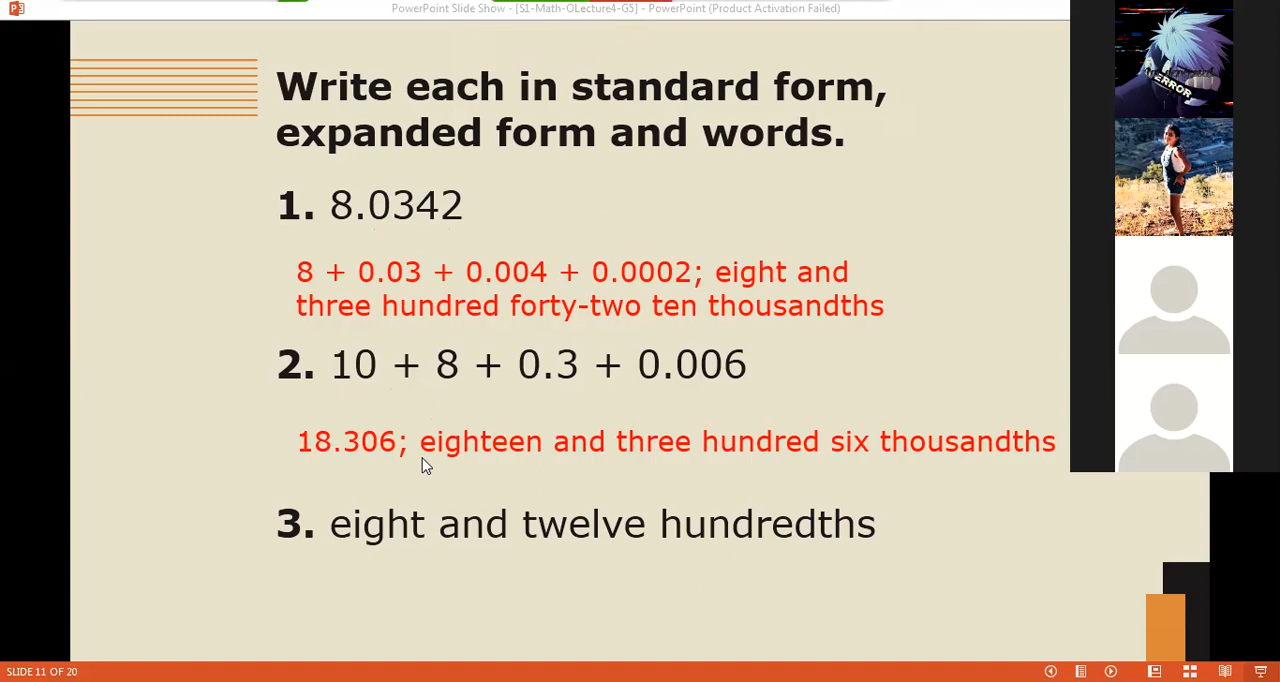 PowerPoint Slide Show - [S1-Math-OLecture4-G5] - PowerPoint (Product Activation Failed)
Write each in standard form,
expanded form and words.
1. 8.0342
8 + 0.03 + 0.004 + 0.0002; eight and
three hundred forty-two ten thousandths
2. 10 + 8 + 0.3 + 0.006
18.306; eighteen and three hundred six thousandths
3. eight and twelve hundredths
ERROR
SLIDE 11 OF 20